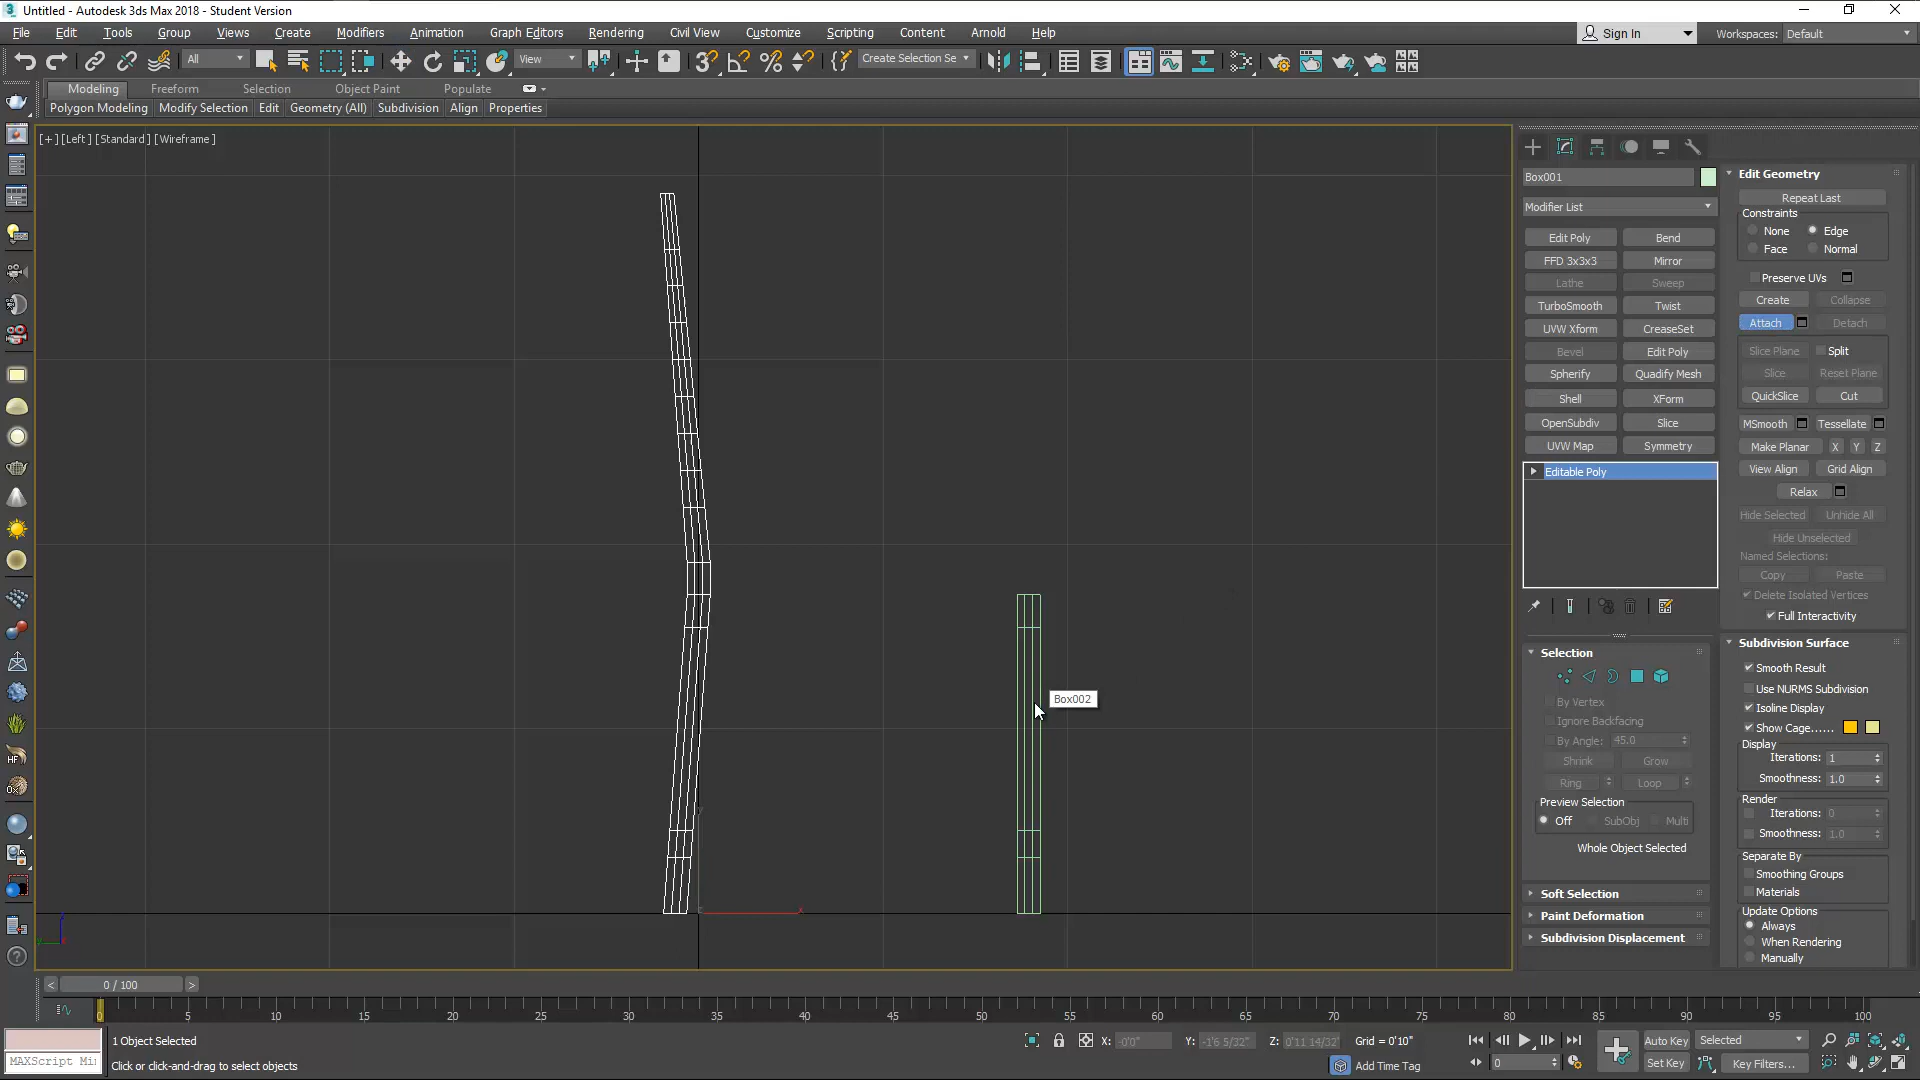 Untitled - Autodesk 3ds Max 2018 - Student Version
File Edit Tools Group Views Create Modifiers Animation Graph Editors Rendering Civil View Customize Scripting Content Arnold Help
Sign In Workspaces: Default
All View Create Selection Se
Modeling Freeform Selection Object Paint Populate
Polygon Modeling Modify Selection Edit Geometry (All) Subdivision Align Properties
[+] [Left] [Standard] [Wireframe]
Box002
Box001
Modifier List
Edit Poly Bend
FFD 3x3x3 Mirror
Lathe Sweep
TurboSmooth Twist
UVW Xform CreaseSet
Bevel Edit Poly
Spherify Quadify Mesh
Shell XForm
OpenSubdiv Slice
UVW Map Symmetry
Editable Poly
Selection
By Vertex
Ignore Backfacing
By Angle: 45.0
Shrink Grow
Ring Loop
Preview Selection
Off SubObj Multi
Whole Object Selected
Soft Selection
Paint Deformation
Subdivision Displacement
Edit Geometry
Repeat Last
Constraints
None Edge
Face Normal
Preserve UVs
Create Collapse
Attach Detach
Slice Plane Split
Slice Reset Plane
QuickSlice Cut
MSmooth Tessellate
Make Planar X Y Z
View Align Grid Align
Relax
Hide Selected Unhide All
Hide Unselected
Named Selections:
Copy Paste
Delete Isolated Vertices
Full Interactivity
Subdivision Surface
Smooth Result
Use NURMS Subdivision
Isoline Display
Show Cage......
Display
Iterations: 1
Smoothness: 1.0
Render
Iterations: 0
Smoothness: 1.0
Separate By
Smoothing Groups
Materials
Update Options
Always
When Rendering
Manually
< 0 / 100 >
0 5 10 15 20 25 30 35 40 45 50 55 60 65 70 75 80 85 90 95 100
1 Object Selected X: -0'0" Y: -1'6 5/32" Z: 0'11 14/32" Grid = 0'10" Auto Key Selected
MAXScript Mi Click or click-and-drag to select objects Add Time Tag 0 Set Key Key Filters...